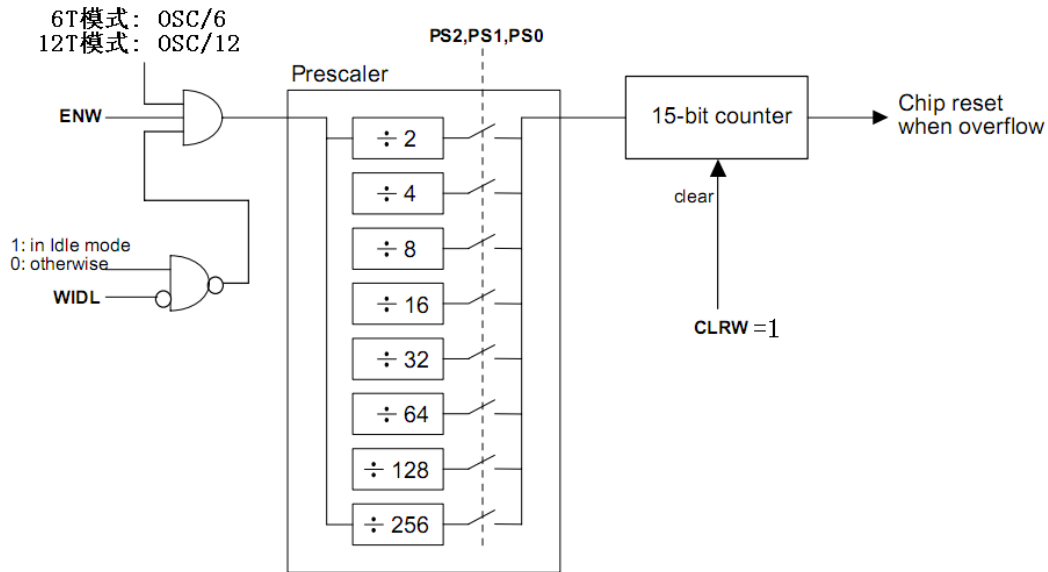 6T模式: OSC/6
12T模式: OSC/12
PS2,PS1,PS0
Prescaler
ENW
÷ 2
15-bit counter
Chip reset
when overflow
÷ 4
clear
÷ 8
1: in Idle mode
0: otherwise
WIDL
÷ 16
CLRW =1
÷ 32
÷ 64
÷ 128
÷ 256